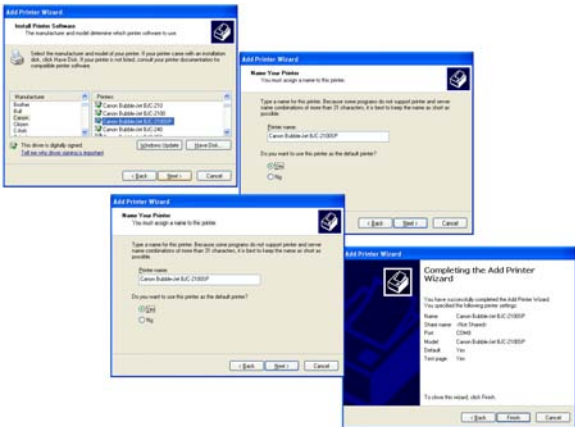 Add Printer Wizard
Install Printer Software
The manufacturer and model determine which printer software to use.
Select the manufacturer and model of your printer. If your printer came with an installation
disk, click Have Disk. If your printer is not listed, consult your printer documentation for
compatible printer software.
Manufacturer
Brother
Bull
Canon
Citizen
C.Itoh
Printers
Canon Bubble-Jet BJC-210
Canon Bubble-Jet BJC-2100
Canon Bubble-Jet BJC-2100SP
Canon Bubble-Jet BJC-240
This driver is digitally signed.
Tell me why driver signing is important
Windows Update
Have Disk...
< Back
Next >
Cancel
Add Printer Wizard
Name Your Printer
You must assign a name to this printer.
Type a name for this printer. Because some programs do not support printer and server
name combinations of more than 31 characters, it is best to keep the name as short as
possible.
Printer name:
Canon Bubble-Jet BJC-2100SP
Do you want to use this printer as the default printer?
Yes
No
< Back
Next >
Cancel
Add Printer Wizard
Name Your Printer
You must assign a name to this printer.
Type a name for this printer. Because some programs do not support printer and server
name combinations of more than 31 characters, it is best to keep the name as short as
possible.
Printer name:
Canon Bubble-Jet BJC-2100SP
Do you want to use this printer as the default printer?
Yes
No
< Back
Next >
Cancel
Add Printer Wizard
Completing the Add Printer
Wizard
You have successfully completed the Add Printer Wizard.
You specified the following printer settings:
Name Canon Bubble-Jet BJC-2100SP
Share name <Not Shared>
Port
Model Canon Bubble-Jet BJC-2100SP
Default Yes
Test page Yes
To close this wizard, click Finish.
< Back
Finish
Cancel